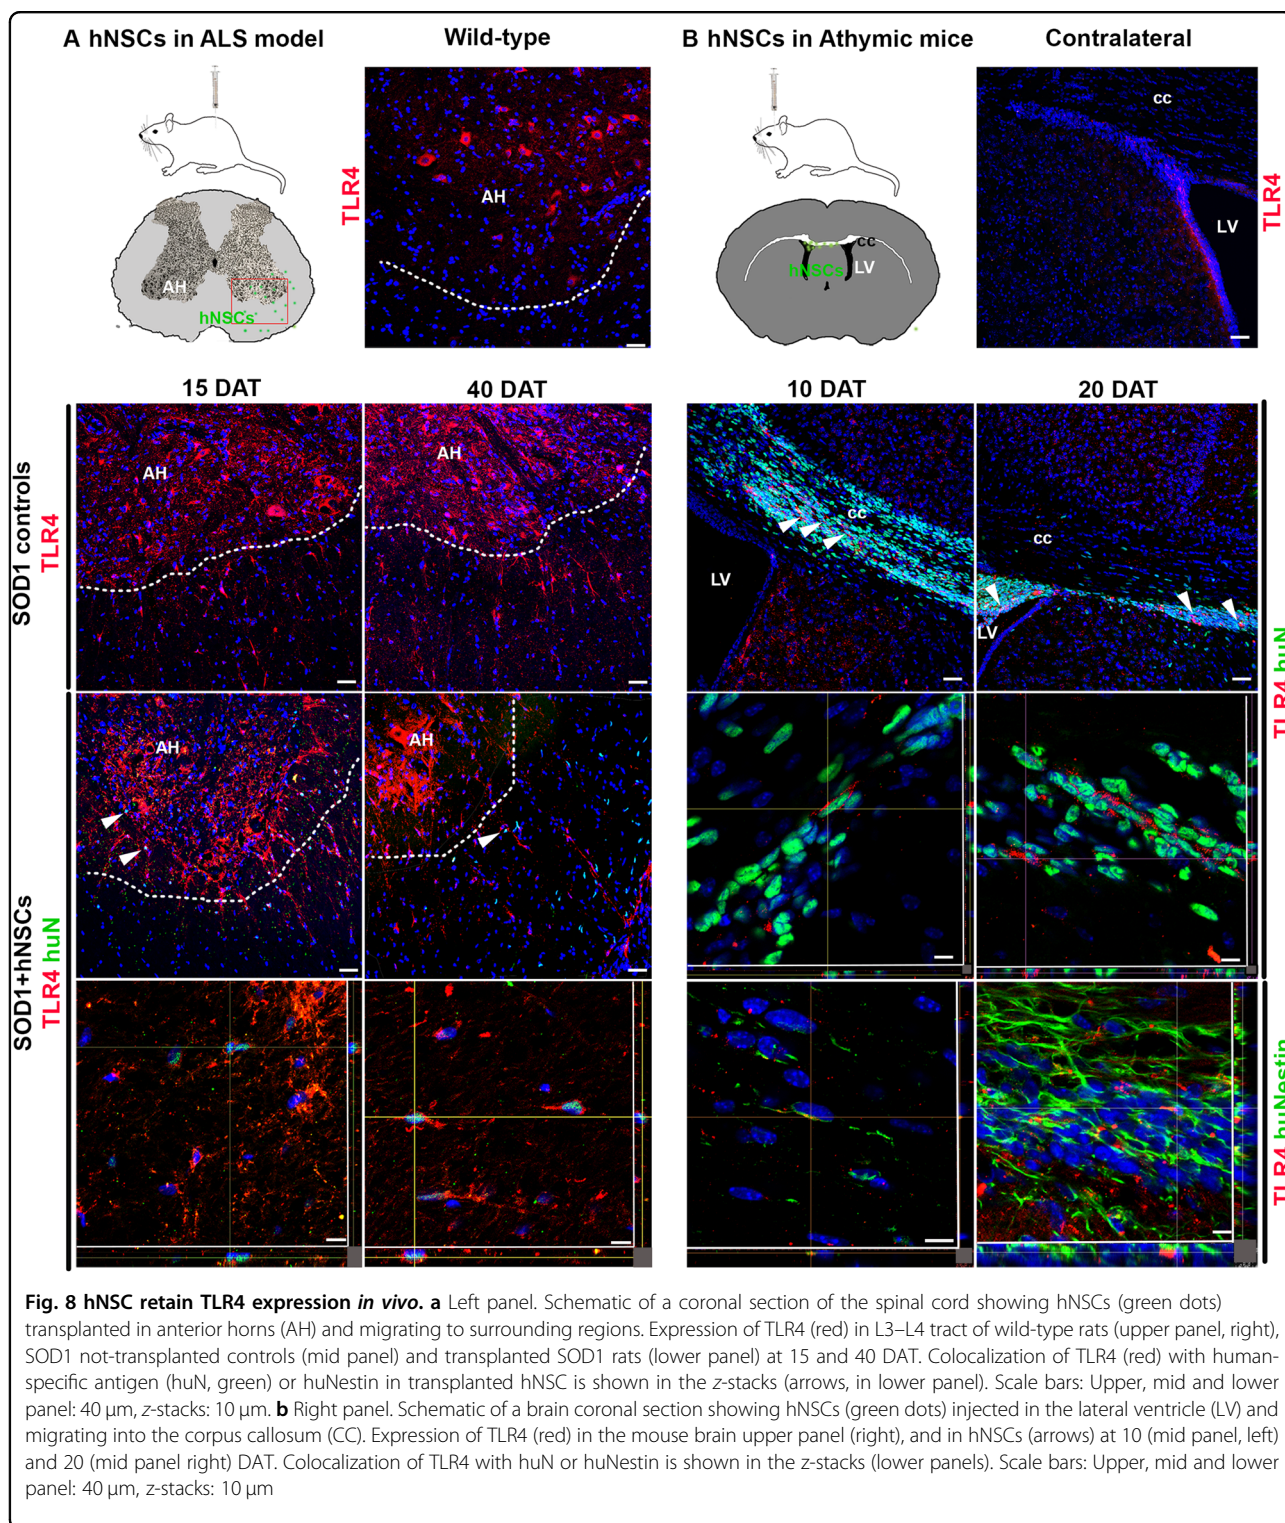 A hNSCs in ALS model
Wild-type
B hNSCs in Athymic mice
Contralateral
TLR4
AH
AH
hNSCs
cc
LV
hNSCs
cc
LV
TLR4
15 DAT
40 DAT
10 DAT
20 DAT
SOD1 controls
TLR4
AH
AH
cc
LV
cc
LV
TLR4 huN
SOD1+hNSCs
TLR4 huN
AH
AH
TLR4 huNestin
Fig. 8 hNSC retain TLR4 expression in vivo. a Left panel. Schematic of a coronal section of the spinal cord showing hNSCs (green dots)
transplanted in anterior horns (AH) and migrating to surrounding regions. Expression of TLR4 (red) in L3–L4 tract of wild-type rats (upper panel, right),
SOD1 not-transplanted controls (mid panel) and transplanted SOD1 rats (lower panel) at 15 and 40 DAT. Colocalization of TLR4 (red) with human-
specific antigen (huN, green) or huNestin in transplanted hNSC is shown in the z-stacks (arrows, in lower panel). Scale bars: Upper, mid and lower
panel: 40 μm, z-stacks: 10 μm. b Right panel. Schematic of a brain coronal section showing hNSCs (green dots) injected in the lateral ventricle (LV) and
migrating into the corpus callosum (CC). Expression of TLR4 (red) in the mouse brain upper panel (right), and in hNSCs (arrows) at 10 (mid panel, left)
and 20 (mid panel right) DAT. Colocalization of TLR4 with huN or huNestin is shown in the z-stacks (lower panels). Scale bars: Upper, mid and lower
panel: 40 μm, z-stacks: 10 μm